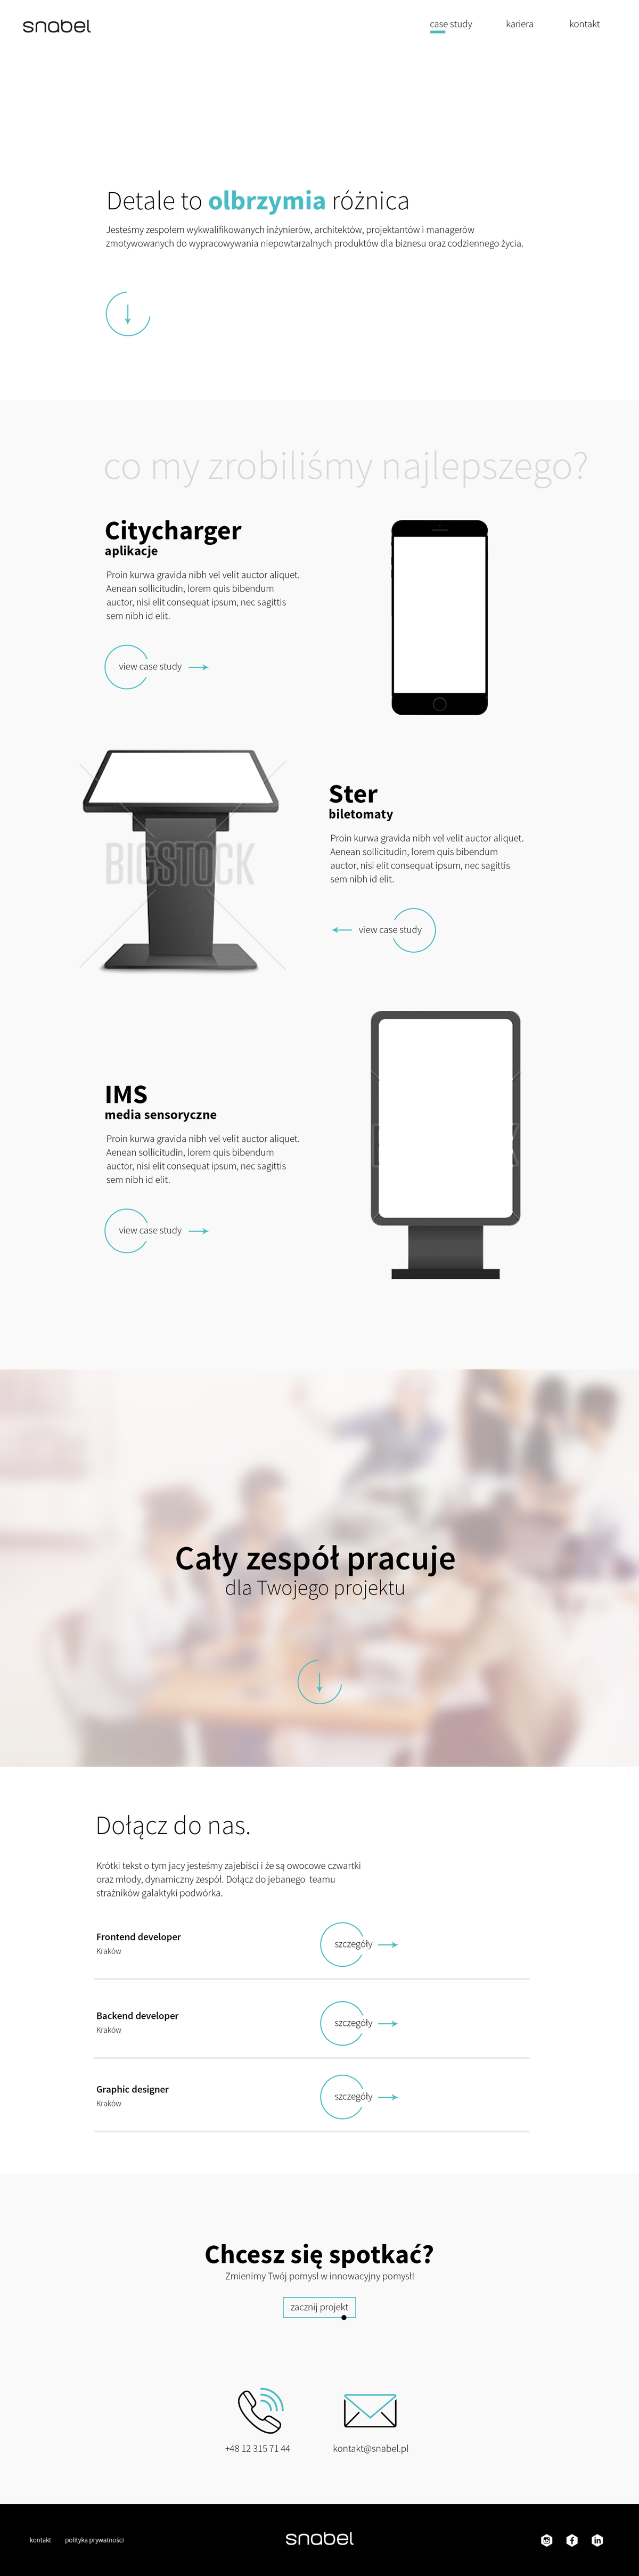 snabel
case study
kariera
kontakt
Detale to olbrzymia różnica
Jesteśmy zespołem wykwalifikowanych inżynierów, architektów, projektantów i managerów
zmotywowanych do wypracowywania niepowtarzalnych produktów dla biznesu oraz codziennego życia.
co my zrobiliśmy najlepszego?
Citycharger
aplikacje
Proin kurwa gravida nibh vel velit auctor aliquet.
Aenean sollicitudin, lorem quis bibendum
auctor, nisi elit consequat ipsum, nec sagittis
sem nibh id elit.
view case study
BIGSTOCK
Ster
biletomaty
Proin kurwa gravida nibh vel velit auctor aliquet.
Aenean sollicitudin, lorem quis bibendum
auctor, nisi elit consequat ipsum, nec sagittis
sem nibh id elit.
view case study
IMS
media sensoryczne
Proin kurwa gravida nibh vel velit auctor aliquet.
Aenean sollicitudin, lorem quis bibendum
auctor, nisi elit consequat ipsum, nec sagittis
sem nibh id elit.
view case study
Cały zespół pracuje
dla Twojego projektu
Dołącz do nas.
Krótki tekst o tym jacy jesteśmy zajebiści i że są owocowe czwartki
oraz młody, dynamiczny zespół. Dołącz do jebanego teamu
strażników galaktyki podwórka.
Frontend developer
Kraków
szczegóły
Backend developer
Kraków
szczegóły
Graphic designer
Kraków
szczegóły
Chcesz się spotkać?
Zmienimy Twój pomysł w innowacyjny pomysł!
zacznij projekt
+48 12 315 71 44
kontakt@snabel.pl
kontakt
polityka prywatności
snabel
f
in